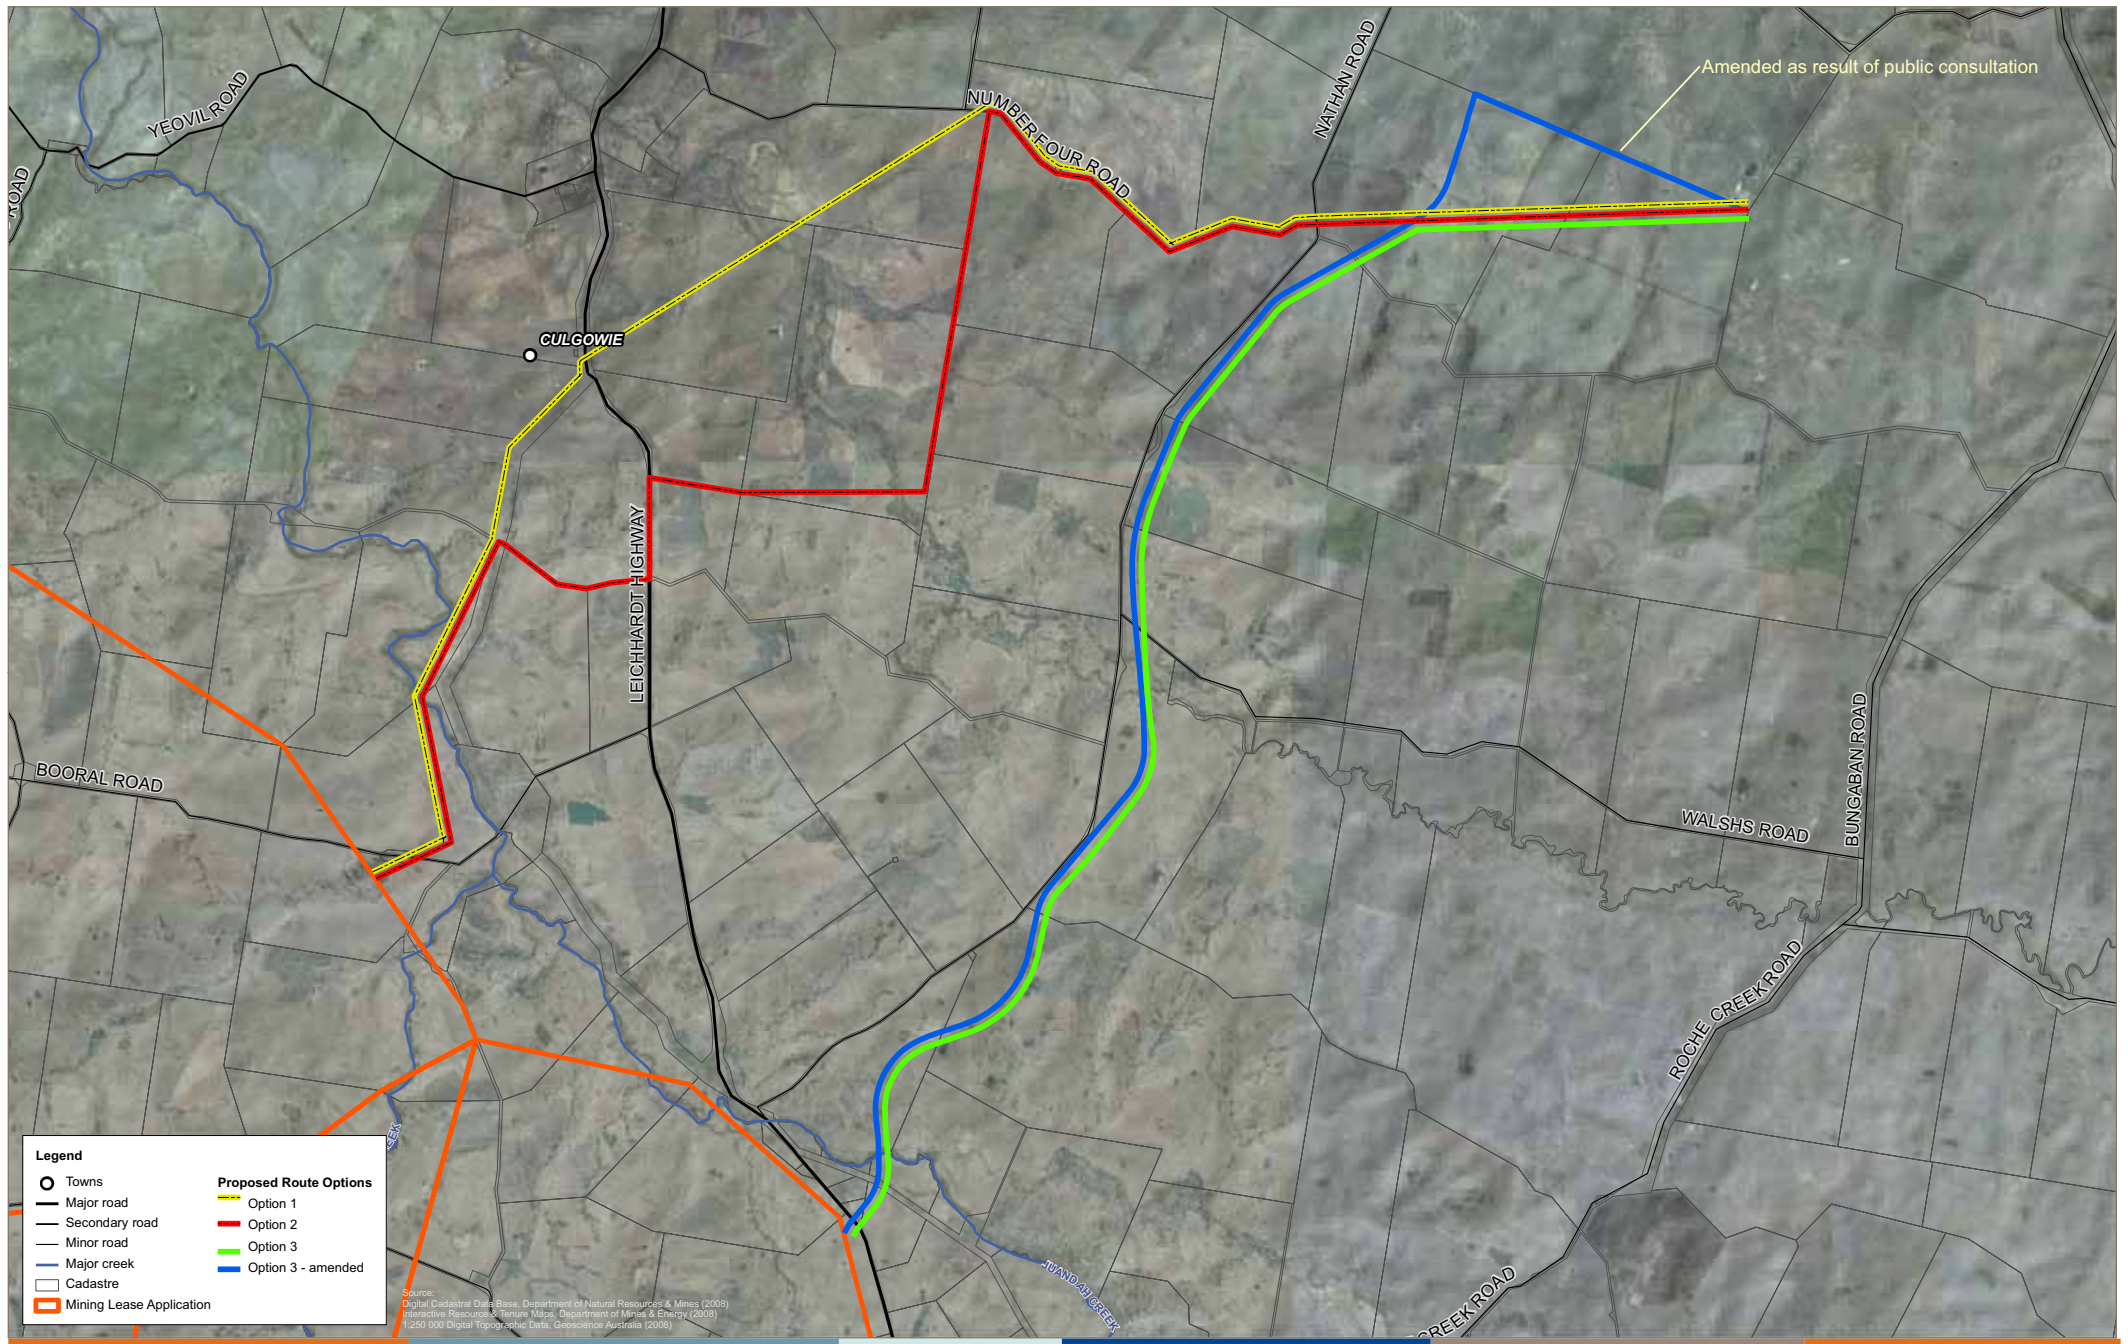 Amended as result of public consultation
NATHAN ROAD
YEOVIL ROAD
NUMBER FOUR ROAD
ROAD
CULGOWIE
LEICHHARDT HIGHWAY
BOORAL ROAD
BUNGABAN ROAD
WALSHS ROAD
ROCHE CREEK ROAD
CREEK ROAD
JUANDAH CREEK
EEK
Legend
Towns
Major road
Secondary road
Minor road
Major creek
Cadastre
Mining Lease Application
Proposed Route Options
Option 1
Option 2
Option 3
Option 3 - amended
Source:
Digital Cadastral Data Base, Department of Natural Resources & Mines (2008)
Interactive Resource & Tenure Maps, Department of Mines & Energy (2008)
1:250 000 Digital Topographic Data, Geoscience Australia (2008)